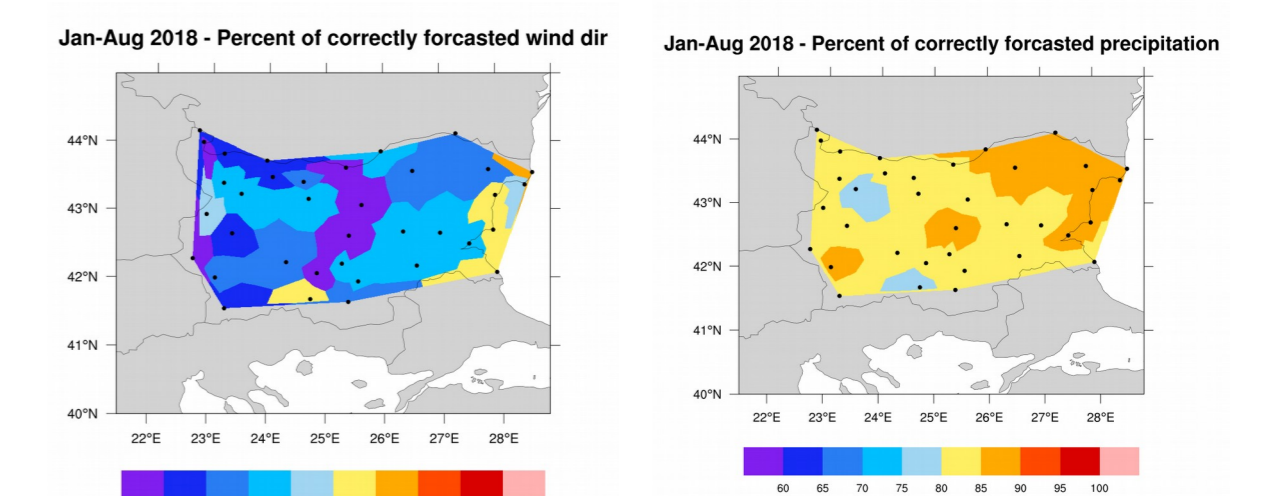 Jan-Aug 2018 - Percent of correctly forcasted wind dir
44°N
43°N
42°N
41°N
40°N
22°E 23°E 24°E 25°E 26°E 27°E 28°E
Jan-Aug 2018 - Percent of correctly forcasted precipitation
44°N
43°N
42°N
41°N
40°N
22°E 23°E 24°E 25°E 26°E 27°E 28°E
60 65 70 75 80 85 90 95 100